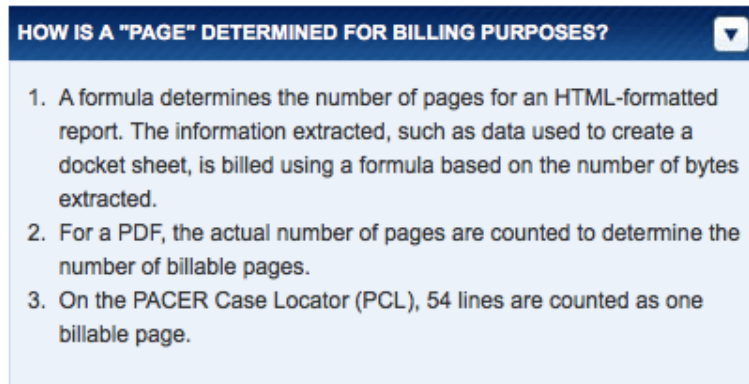 HOW IS A "PAGE" DETERMINED FOR BILLING PURPOSES?
1. A formula determines the number of pages for an HTML-formatted
report. The information extracted, such as data used to create a
docket sheet, is billed using a formula based on the number of bytes
extracted.
2. For a PDF, the actual number of pages are counted to determine the
number of billable pages.
3. On the PACER Case Locator (PCL), 54 lines are counted as one
billable page.